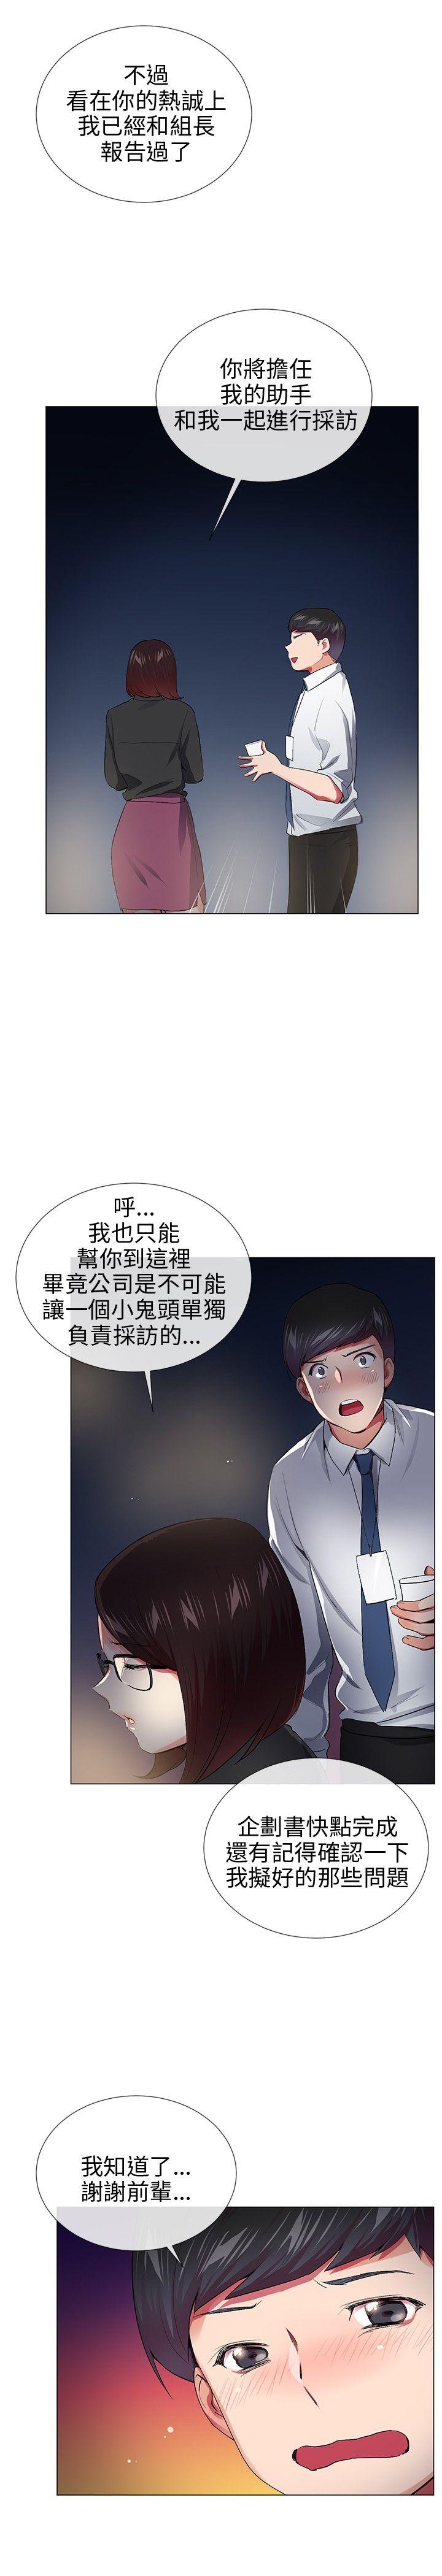 不過
看在你的熱誠上
我已經和組長
報告過了
你將擔任
我的助手
和我一起進行採訪
呼...
我也只能
幫你到這裡
畢竟公司是不可能
讓一個小鬼頭單獨
負責採訪的...
企劃書快點完成
還有記得確認一下
我擬好的那些問題
我知道了...
謝謝前輩...